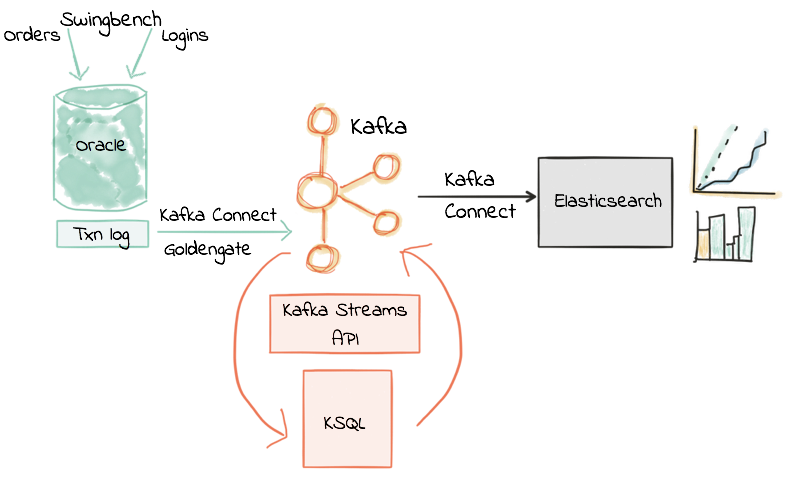 Swingbench
Orders
Logins
Oracle
Txn log
Kafka Connect
Goldengate
Kafka
Kafka
Connect
Elasticsearch
Kafka Streams
API
KSQL